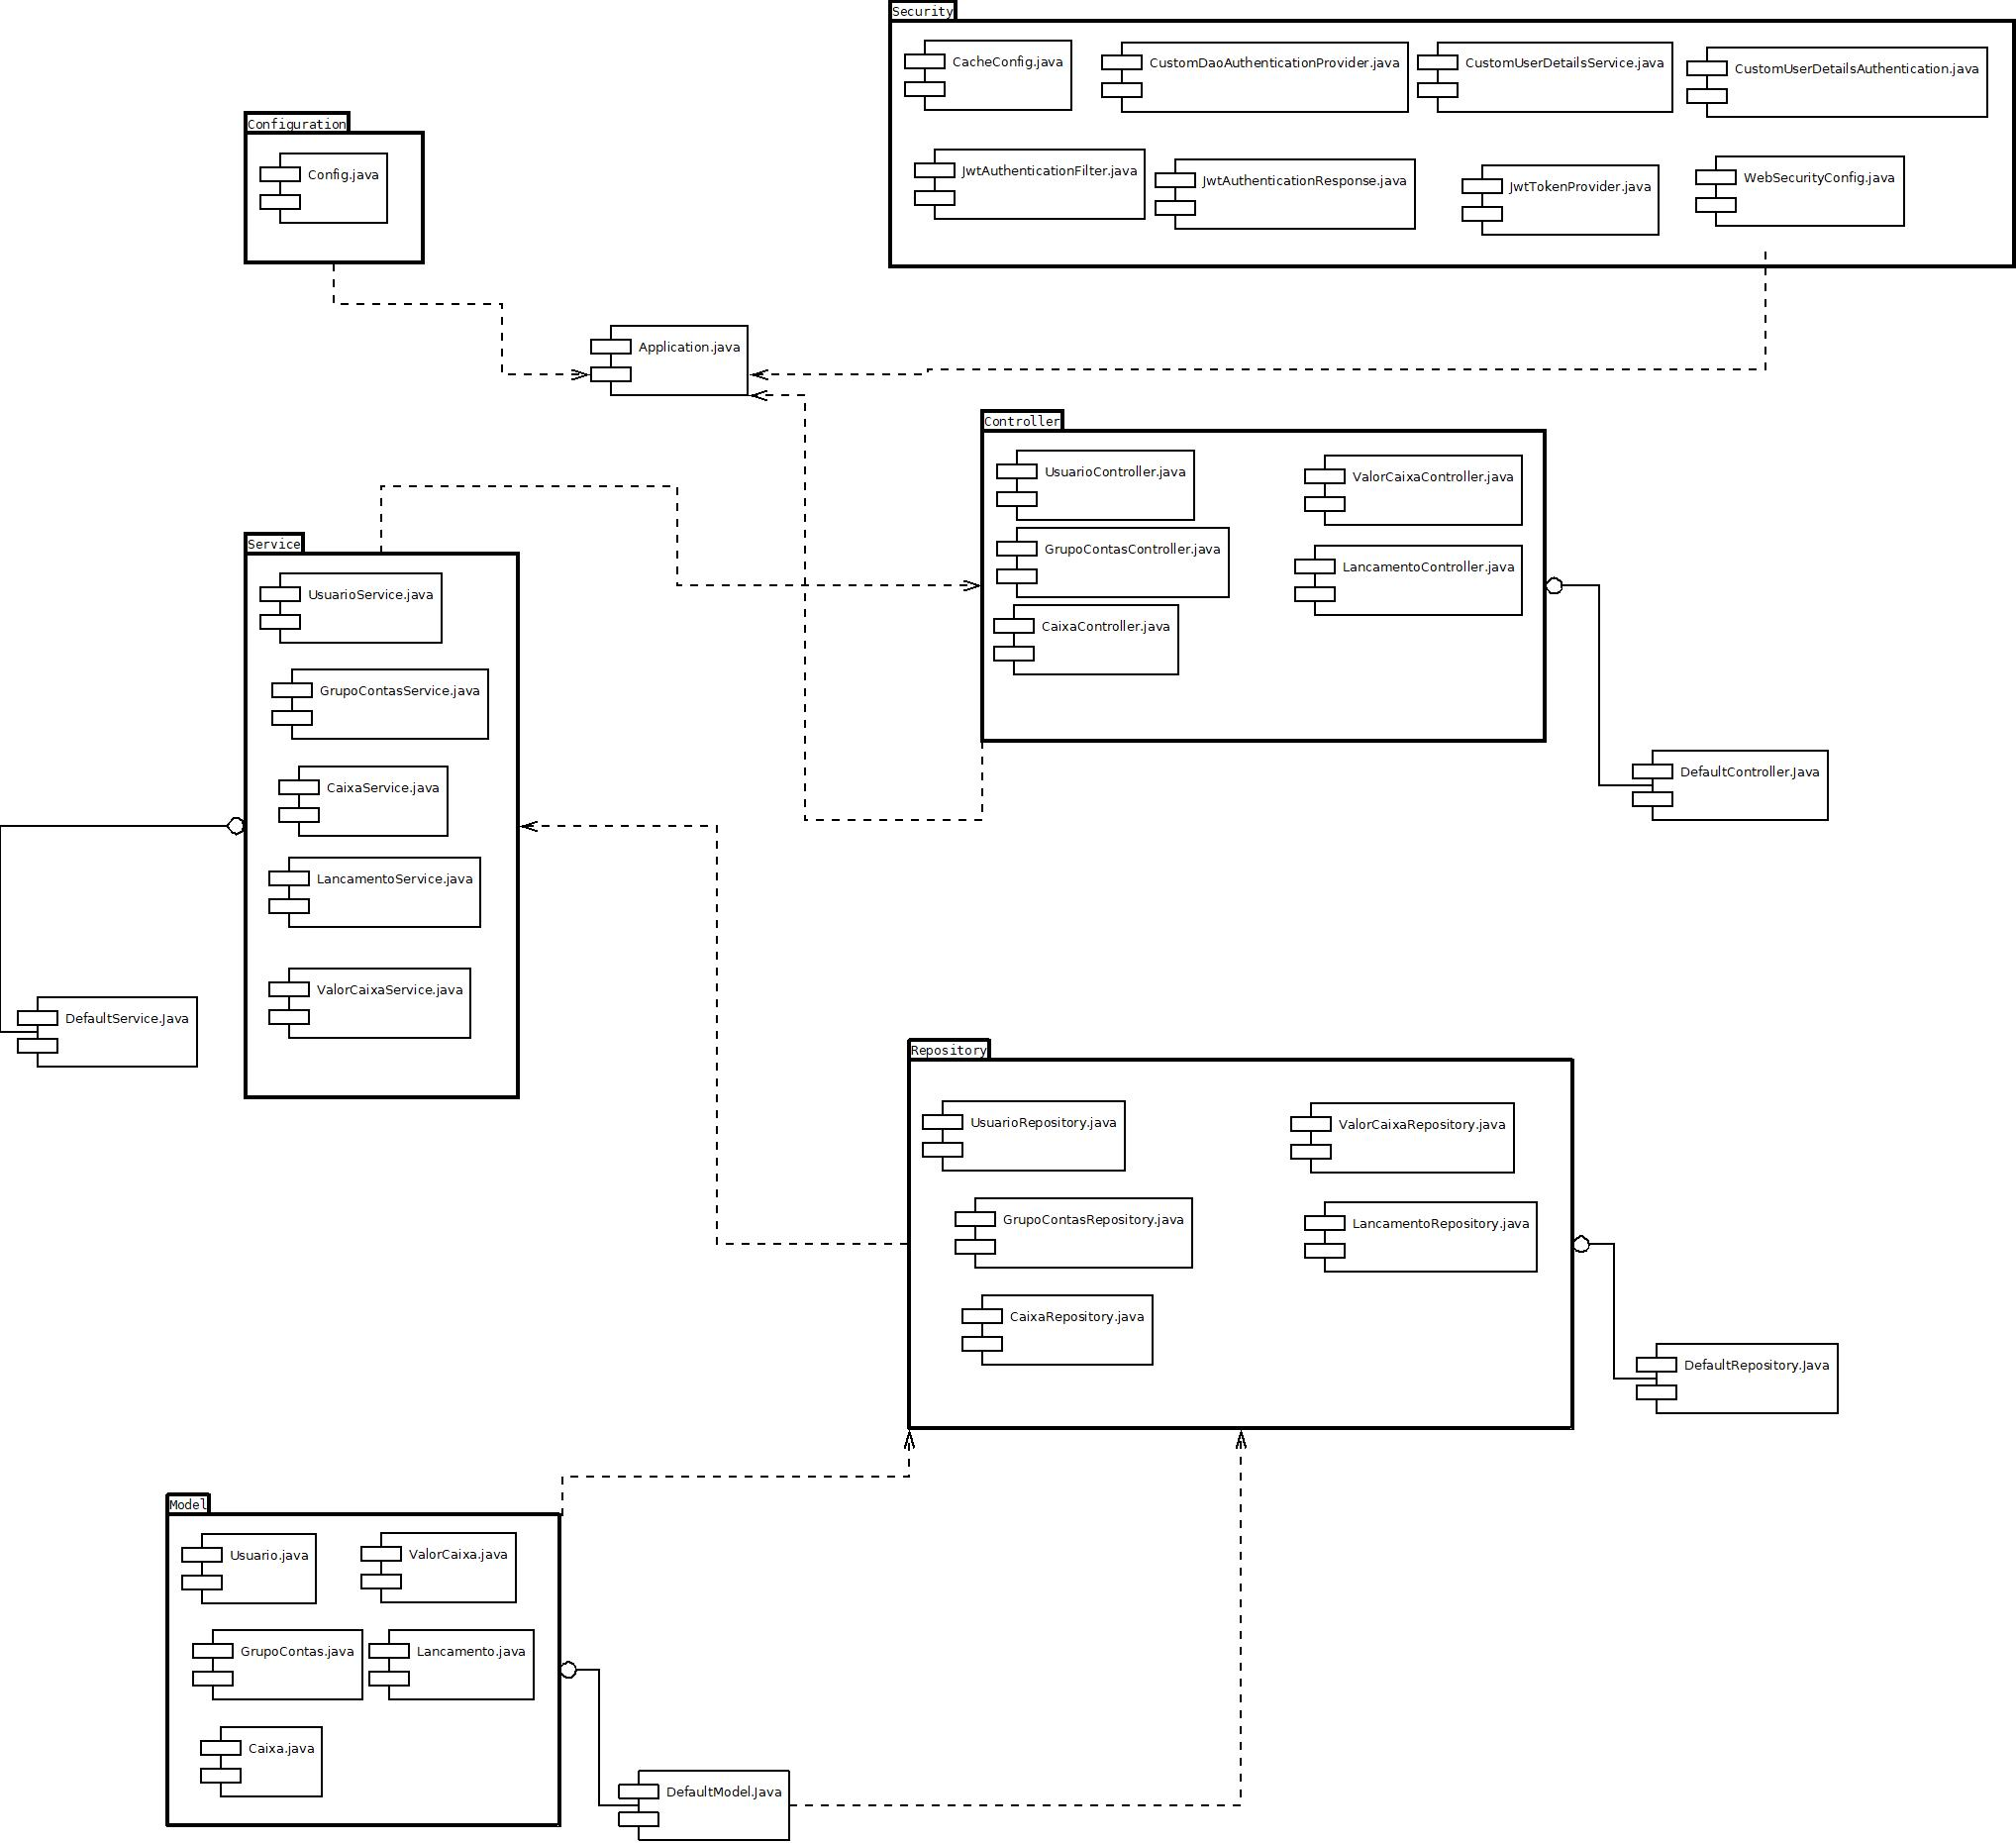 Security
CacheConfig.java
CustomDaoAuthenticationProvider.java
CustomUserDetailsService.java
CustomUserDetailsAuthentication.java
JwtAuthenticationFilter.java
JwtAuthenticationResponse.java
JwtTokenProvider.java
WebSecurityConfig.java
Configuration
Config.java
Application.java
Controller
UsuarioController.java
ValorCaixaController.java
GrupoContasController.java
LancamentoController.java
CaixaController.java
DefaultController.Java
Service
UsuarioService.java
GrupoContasService.java
CaixaService.java
LancamentoService.java
ValorCaixaService.java
DefaultService.Java
Repository
UsuarioRepository.java
ValorCaixaRepository.java
GrupoContasRepository.java
LancamentoRepository.java
CaixaRepository.java
DefaultRepository.Java
Model
Usuario.java
ValorCaixa.java
GrupoContas.java
Lancamento.java
Caixa.java
DefaultModel.Java